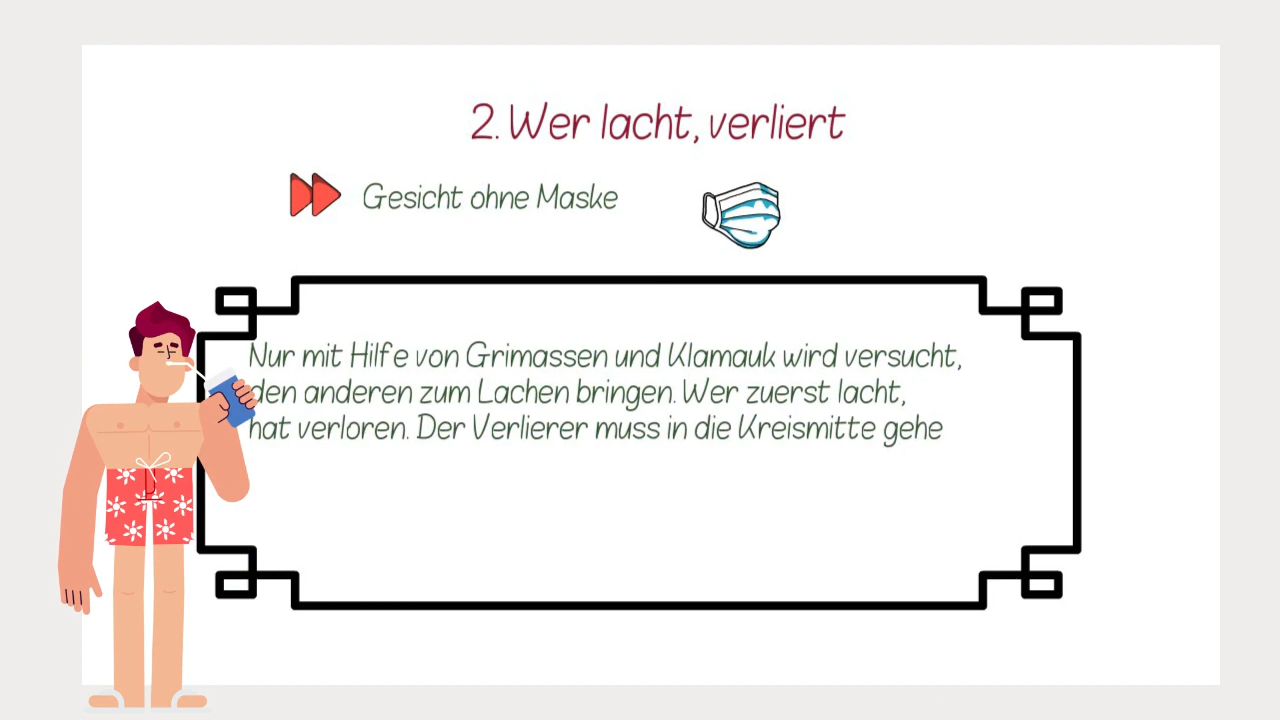 2. Wer lacht, verliert
Gesicht ohne Maske
Nur mit Hilfe von Grimassen und Klamauk wird versucht,
den anderen zum Lachen bringen. Wer zuerst lacht,
hat verloren. Der Verlierer muss in die Kreismitte gehe